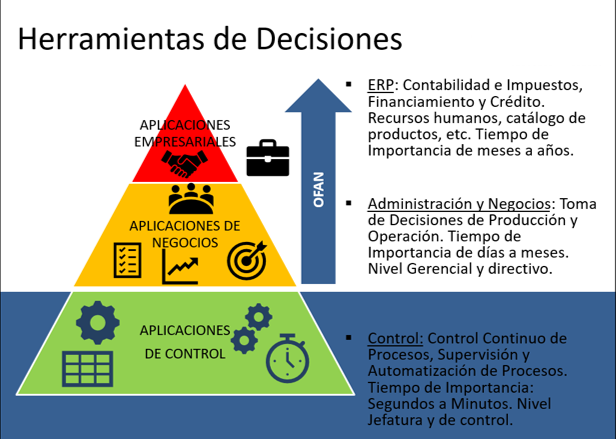 Herramientas de Decisiones
APLICACIONES
EMPRESARIALES
APLICACIONES DE
NEGOCIOS
APLICACIONES
DE CONTROL
OFAN
▪ ERP: Contabilidad e Impuestos,
Financiamiento y Crédito.
Recursos humanos, catálogo de
productos, etc. Tiempo de
Importancia de meses a años.
▪ Administración y Negocios: Toma
de Decisiones de Producción y
Operación. Tiempo de
Importancia de días a meses.
Nivel Gerencial y directivo.
▪ Control: Control Continuo de
Procesos, Supervisión y
Automatización de Procesos.
Tiempo de Importancia:
Segundos a Minutos. Nivel
Jefatura y de control.